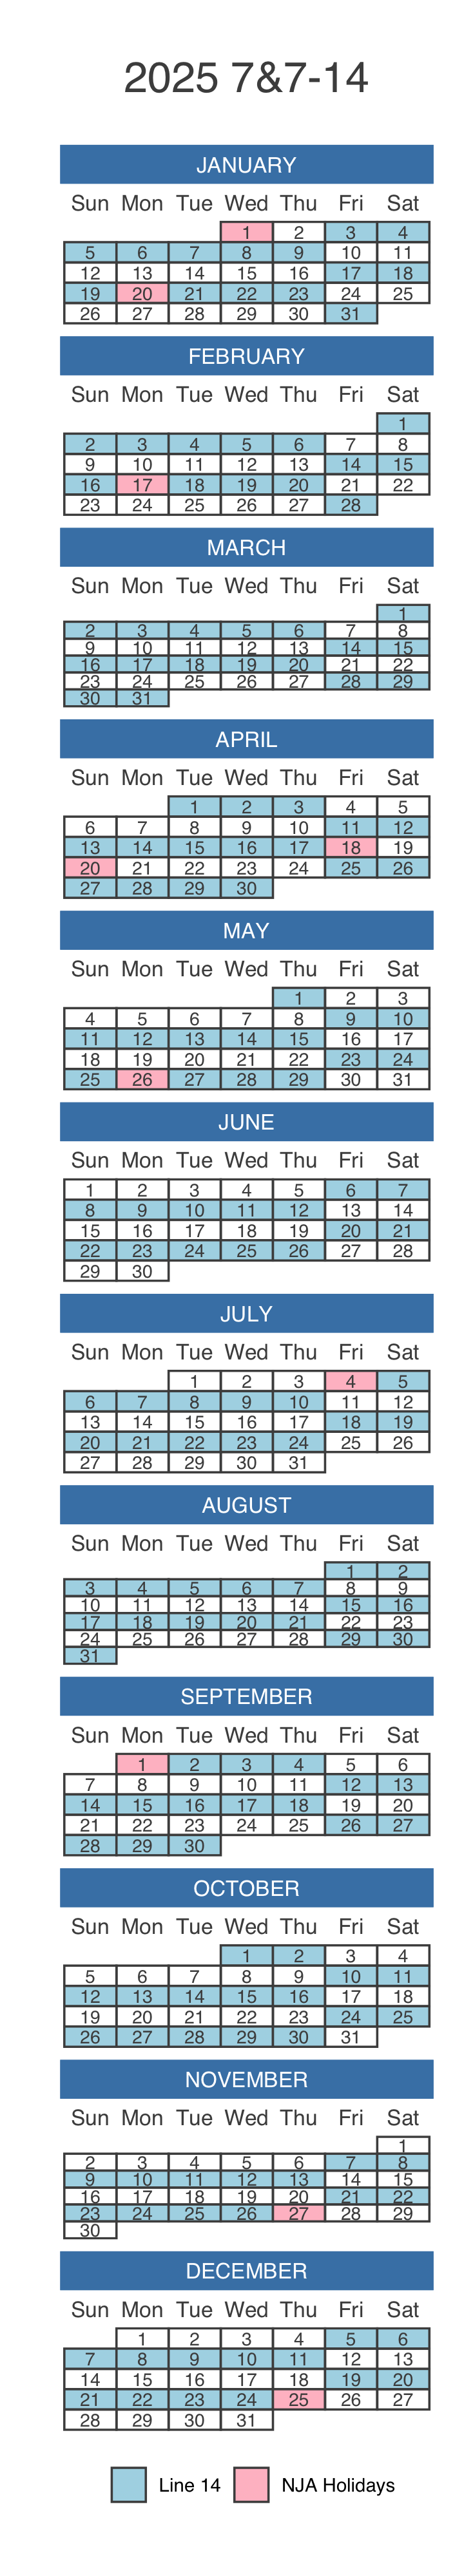 2025 7&7-14
JANUARY
Sun Mon Tue Wed Thu Fri Sat
1 2 3 4
5 6 7 8 9 10 11
12 13 14 15 16 17 18
19 20 21 22 23 24 25
26 27 28 29 30 31
FEBRUARY
Sun Mon Tue Wed Thu Fri Sat
1
2 3 4 5 6 7 8
9 10 11 12 13 14 15
16 17 18 19 20 21 22
23 24 25 26 27 28
MARCH
Sun Mon Tue Wed Thu Fri Sat
1
2 3 4 5 6 7 8
9 10 11 12 13 14 15
16 17 18 19 20 21 22
23 24 25 26 27 28 29
30 31
APRIL
Sun Mon Tue Wed Thu Fri Sat
1 2 3 4 5
6 7 8 9 10 11 12
13 14 15 16 17 18 19
20 21 22 23 24 25 26
27 28 29 30
MAY
Sun Mon Tue Wed Thu Fri Sat
1 2 3
4 5 6 7 8 9 10
11 12 13 14 15 16 17
18 19 20 21 22 23 24
25 26 27 28 29 30 31
JUNE
Sun Mon Tue Wed Thu Fri Sat
1 2 3 4 5 6 7
8 9 10 11 12 13 14
15 16 17 18 19 20 21
22 23 24 25 26 27 28
29 30
JULY
Sun Mon Tue Wed Thu Fri Sat
1 2 3 4 5
6 7 8 9 10 11 12
13 14 15 16 17 18 19
20 21 22 23 24 25 26
27 28 29 30 31
AUGUST
Sun Mon Tue Wed Thu Fri Sat
1 2
3 4 5 6 7 8 9
10 11 12 13 14 15 16
17 18 19 20 21 22 23
24 25 26 27 28 29 30
31
SEPTEMBER
Sun Mon Tue Wed Thu Fri Sat
1 2 3 4 5 6
7 8 9 10 11 12 13
14 15 16 17 18 19 20
21 22 23 24 25 26 27
28 29 30
OCTOBER
Sun Mon Tue Wed Thu Fri Sat
1 2 3 4
5 6 7 8 9 10 11
12 13 14 15 16 17 18
19 20 21 22 23 24 25
26 27 28 29 30 31
NOVEMBER
Sun Mon Tue Wed Thu Fri Sat
1
2 3 4 5 6 7 8
9 10 11 12 13 14 15
16 17 18 19 20 21 22
23 24 25 26 27 28 29
30
DECEMBER
Sun Mon Tue Wed Thu Fri Sat
1 2 3 4 5 6
7 8 9 10 11 12 13
14 15 16 17 18 19 20
21 22 23 24 25 26 27
28 29 30 31
Line 14 NJA Holidays